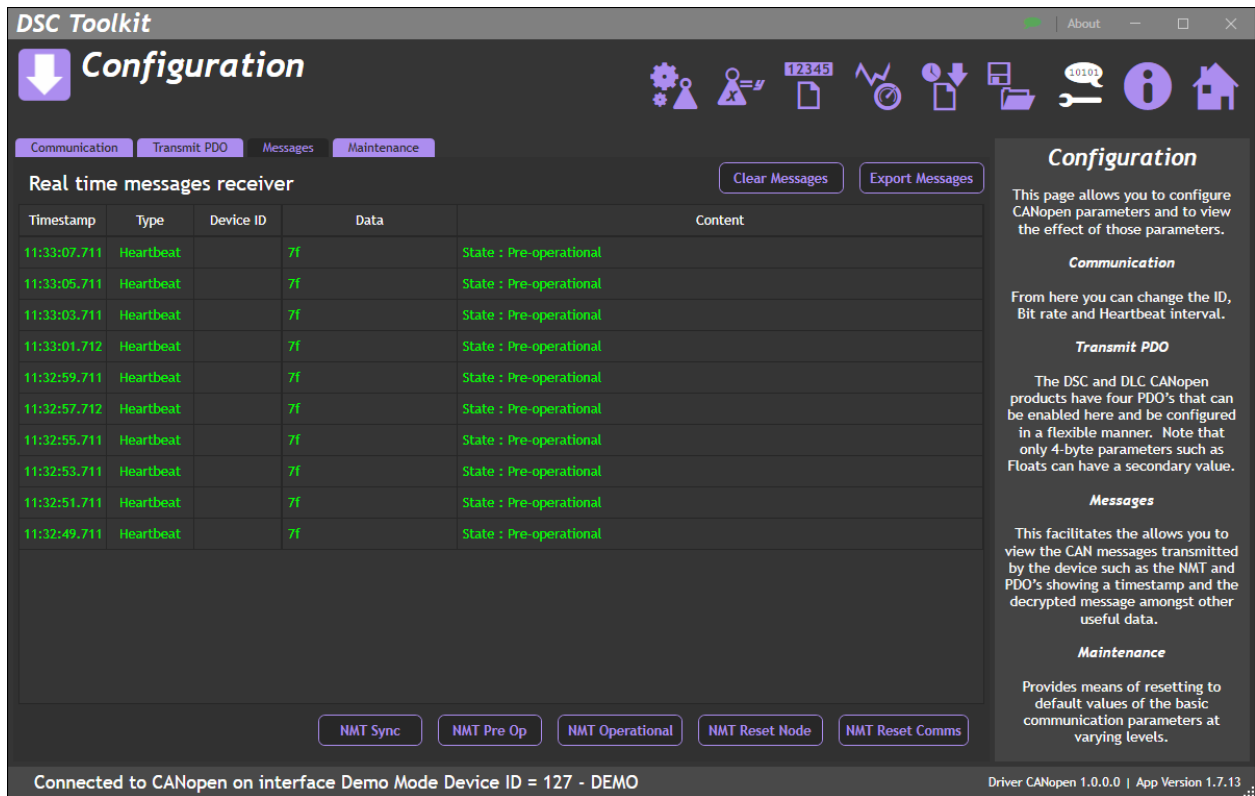 DSC Toolkit
About
Configuration
x
=y
12345
10101
i
Communication Transmit PDO Messages Maintenance
Real time messages receiver
Clear Messages Export Messages
Timestamp Type Device ID Data Content
11:33:07.711 Heartbeat 7f State : Pre-operational
11:33:05.711 Heartbeat 7f State : Pre-operational
11:33:03.711 Heartbeat 7f State : Pre-operational
11:33:01.712 Heartbeat 7f State : Pre-operational
11:32:59.711 Heartbeat 7f State : Pre-operational
11:32:57.712 Heartbeat 7f State : Pre-operational
11:32:55.711 Heartbeat 7f State : Pre-operational
11:32:53.711 Heartbeat 7f State : Pre-operational
11:32:51.711 Heartbeat 7f State : Pre-operational
11:32:49.711 Heartbeat 7f State : Pre-operational
NMT Sync NMT Pre Op NMT Operational NMT Reset Node NMT Reset Comms
Configuration
This page allows you to configure
CANopen parameters and to view
the effect of those parameters.
Communication
From here you can change the ID,
Bit rate and Heartbeat interval.
Transmit PDO
The DSC and DLC CANopen
products have four PDO's that can
be enabled here and be configured
in a flexible manner. Note that
only 4-byte parameters such as
Floats can have a secondary value.
Messages
This facilitates the allows you to
view the CAN messages transmitted
by the device such as the NMT and
PDO's showing a timestamp and the
decrypted message amongst other
useful data.
Maintenance
Provides means of resetting to
default values of the basic
communication parameters at
varying levels.
Connected to CANopen on interface Demo Mode Device ID = 127 - DEMO
Driver CANopen 1.0.0.0 | App Version 1.7.13